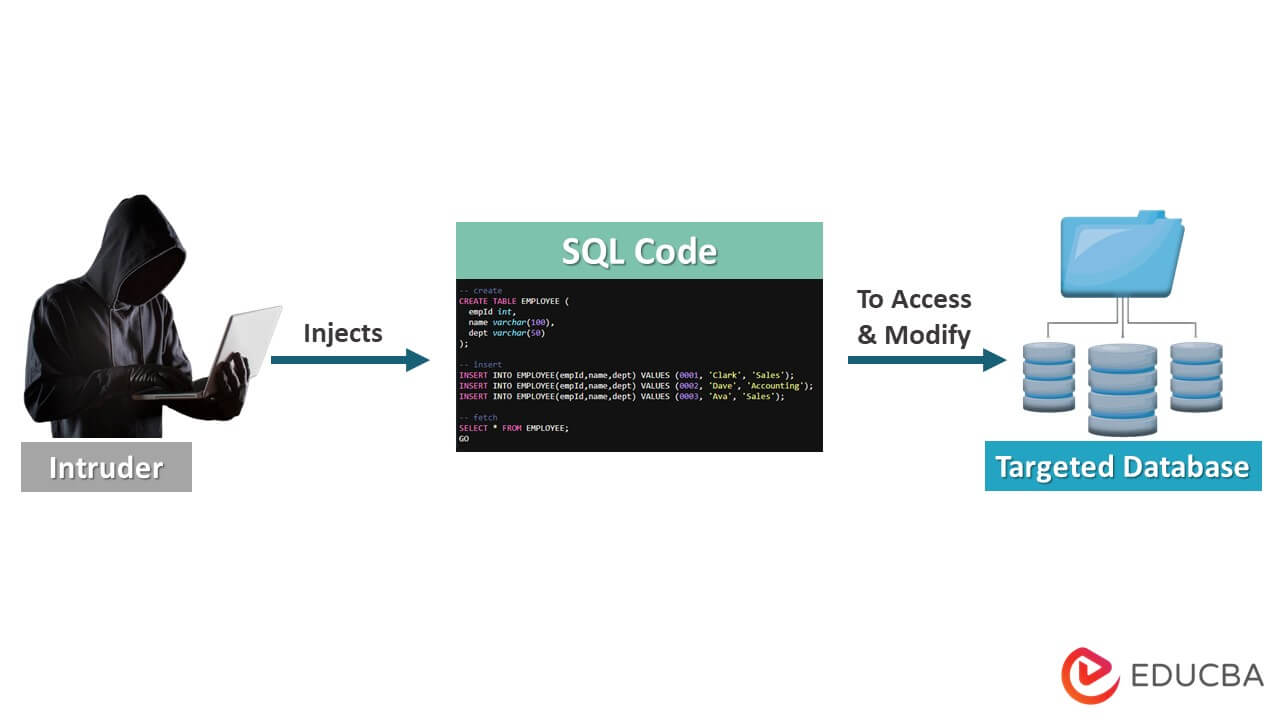 Intruder
Injects
SQL Code
-- create
CREATE TABLE EMPLOYEE (
  empId int,
  name varchar(100),
  dept varchar(50)
);
-- insert
INSERT INTO EMPLOYEE(empId,name,dept) VALUES (0001, 'Clark', 'Sales');
INSERT INTO EMPLOYEE(empId,name,dept) VALUES (0002, 'Dave', 'Accounting');
INSERT INTO EMPLOYEE(empId,name,dept) VALUES (0003, 'Ava', 'Sales');
-- fetch
SELECT * FROM EMPLOYEE;
GO
To Access
& Modify
Targeted Database
EDUCBA